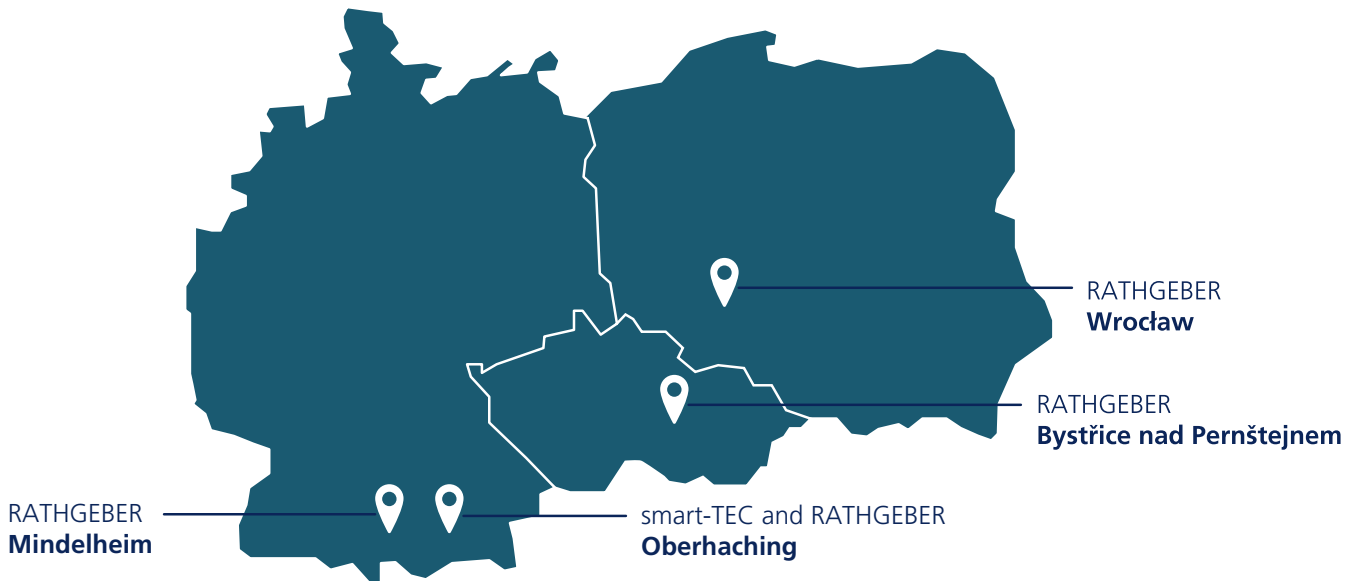 RATHGEBER
Wrocław
RATHGEBER
Bystřice nad Pernštejnem
RATHGEBER
Mindelheim
smart-TEC and RATHGEBER
Oberhaching